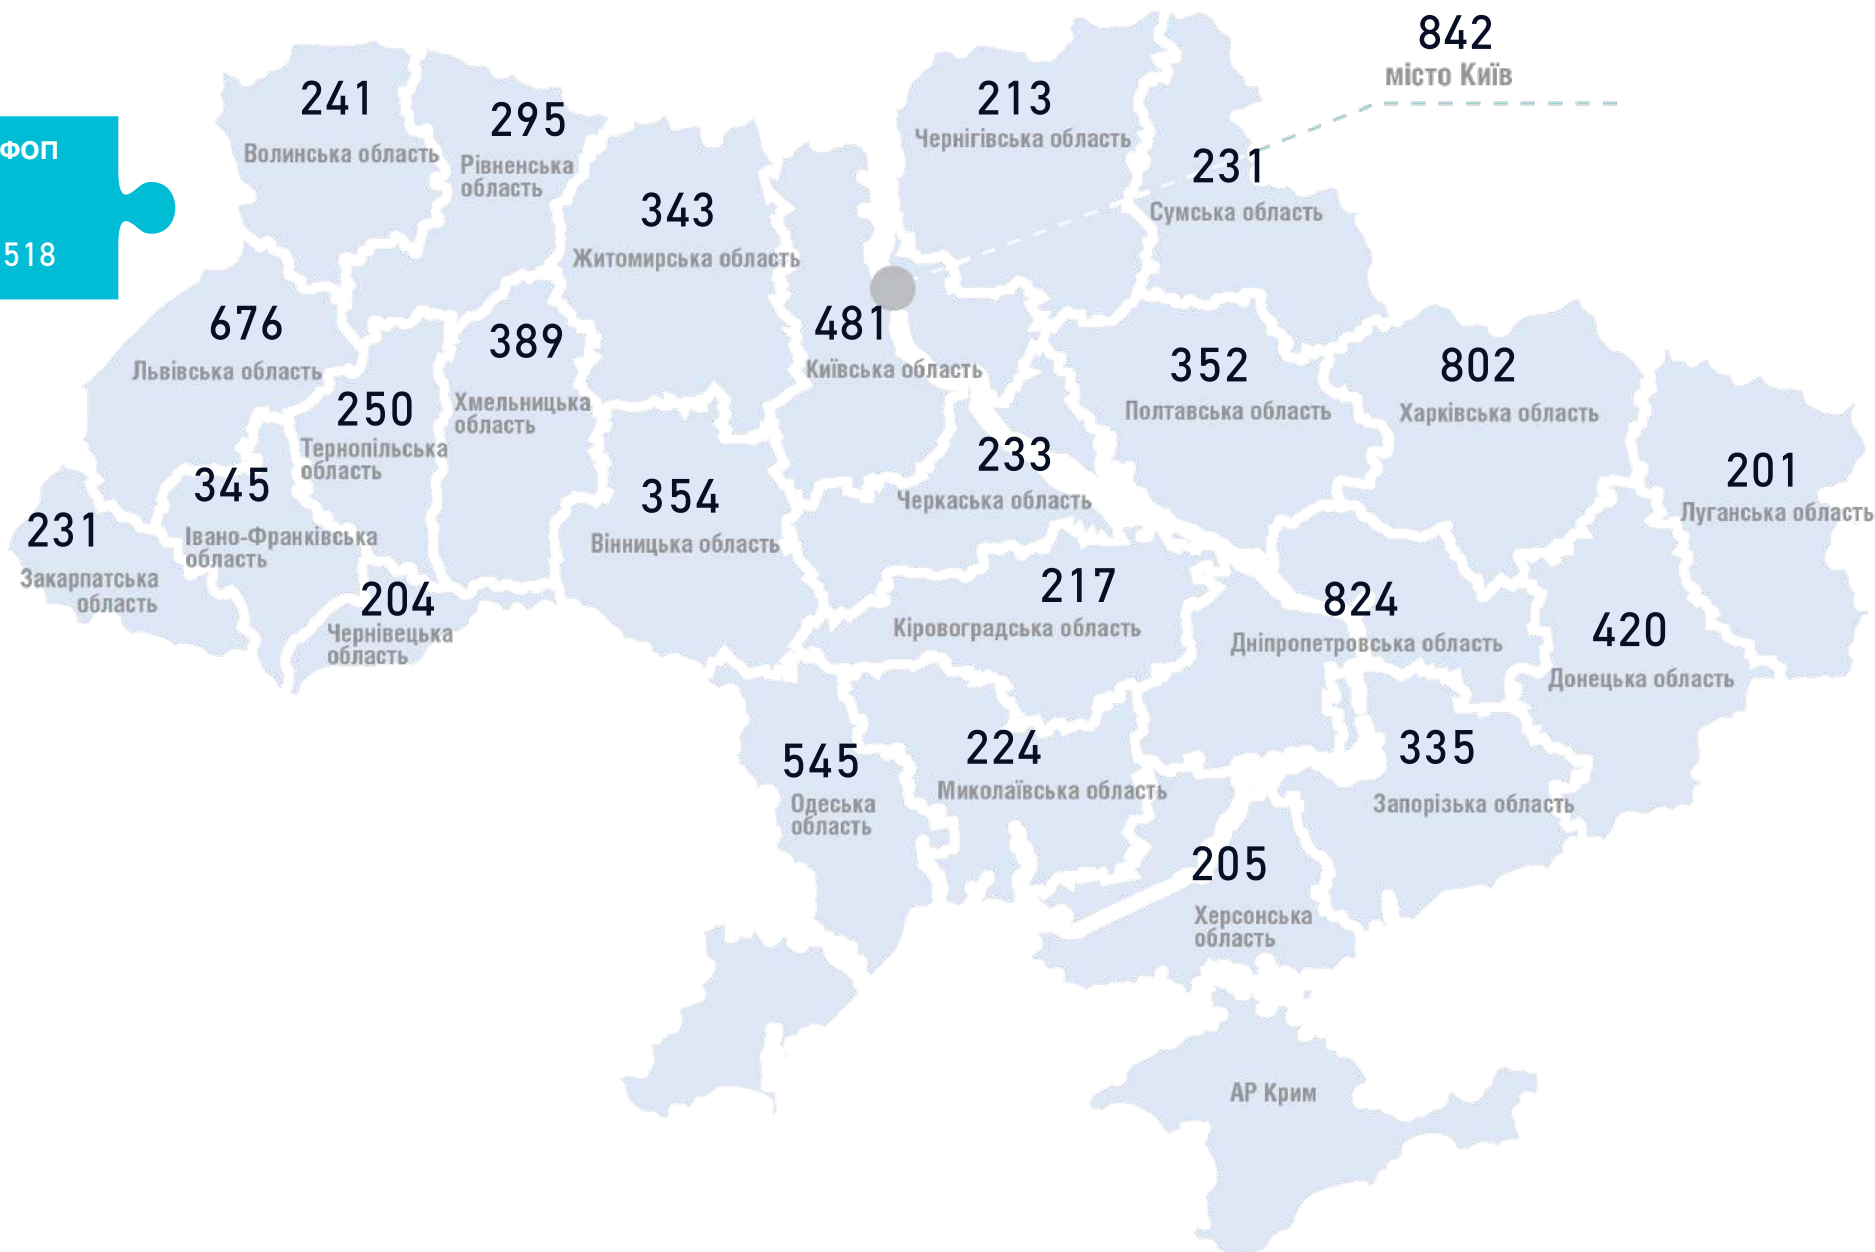 842
місто Київ
241
Волинська область
295
Рівненська
область
213
Чернігівська область
ФОП
518
231
Сумська область
343
Житомирська область
676
Львівська область
389
Хмельницька
область
481
Київська область
352
Полтавська область
802
Харківська область
250
Тернопільська
область
233
Черкаська область
201
Луганська область
345
Івано-Франківська
область
354
Вінницька область
231
Закарпатська
область
204
Чернівецька
область
217
Кіровоградська область
824
Дніпропетровська область
420
Донецька область
545
Одеська
область
224
Миколаївська область
335
Запорізька область
205
Херсонська
область
АР Крим